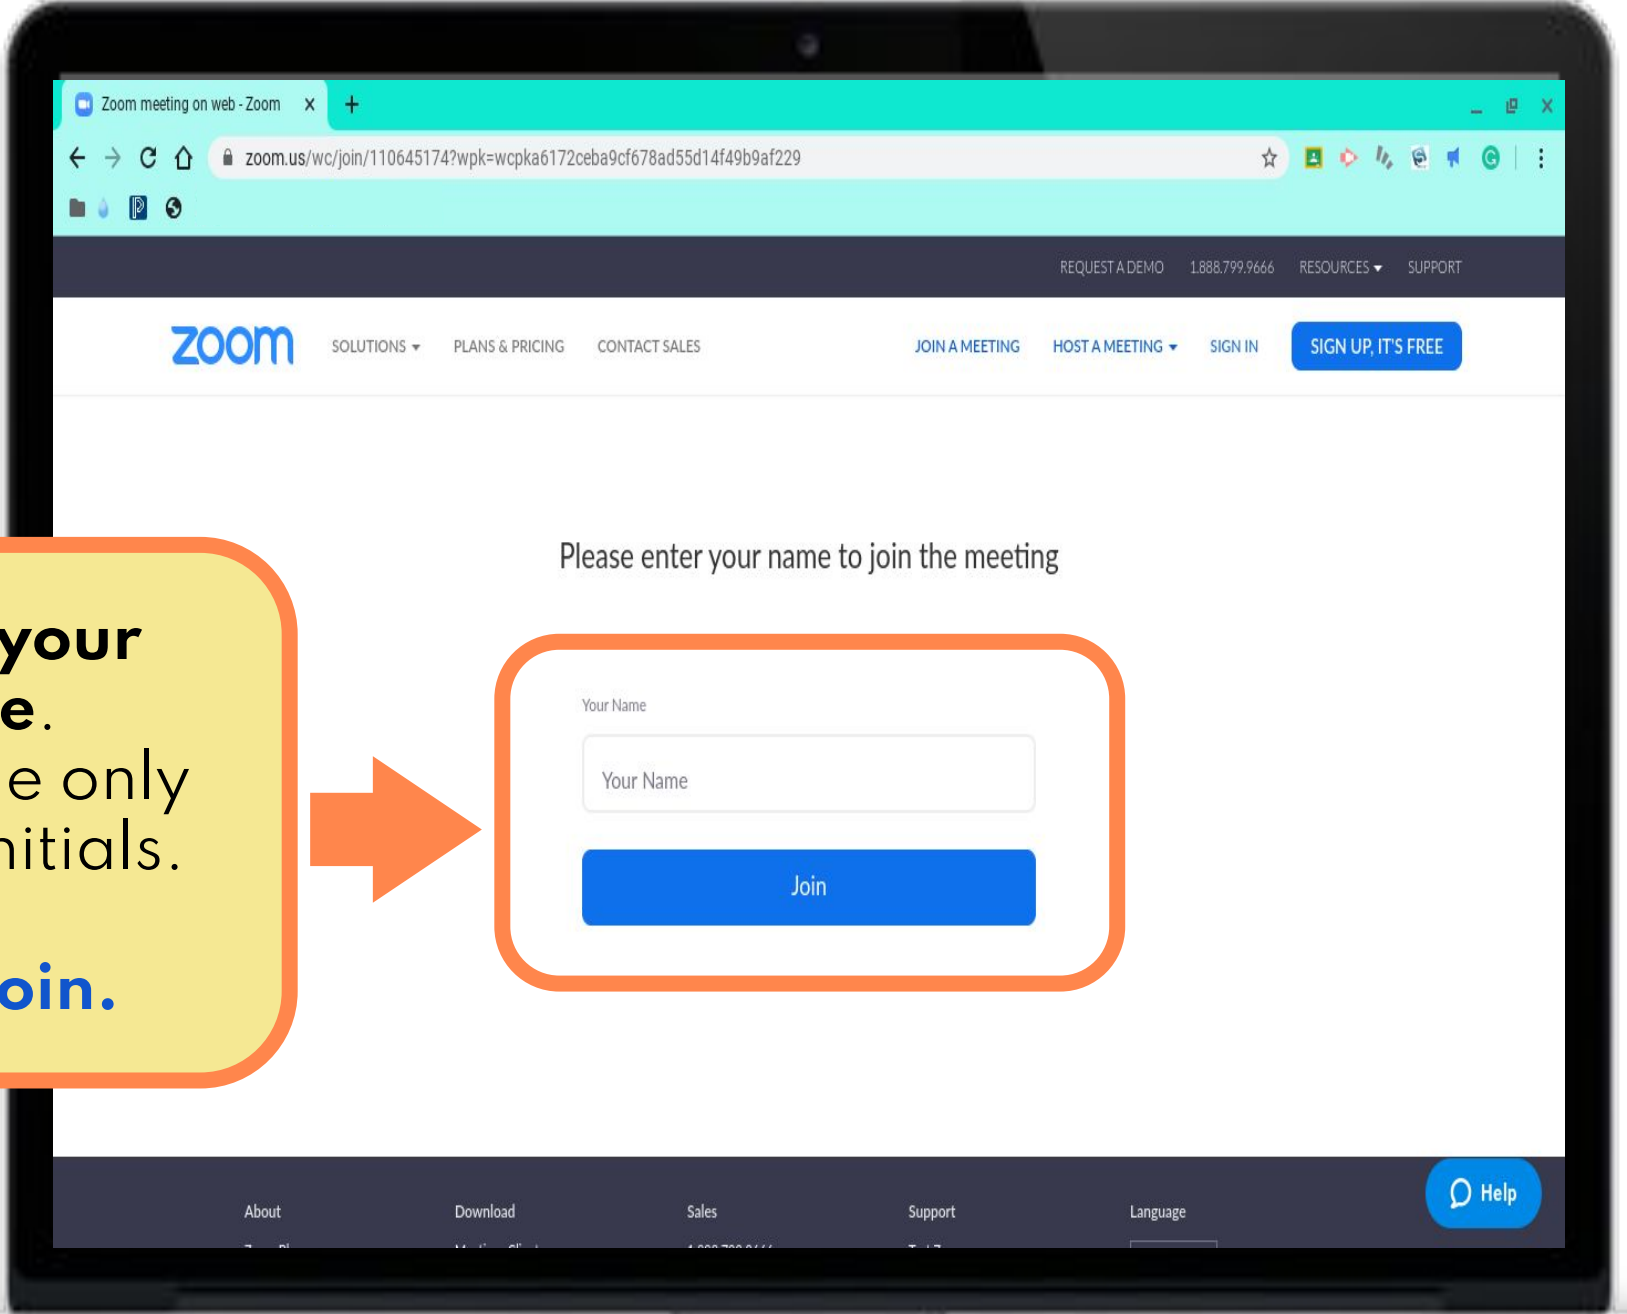 Zoom meeting on web - Zoom
zoom.us/wc/join/110645174?wpk=wcpka6172ceba9cf678ad55d14f49b9af229
REQUEST A DEMO 1.888.799.9666 RESOURCES SUPPORT
zoom SOLUTIONS PLANS & PRICING CONTACT SALES JOIN A MEETING HOST A MEETING SIGN IN SIGN UP, IT'S FREE
Please enter your name to join the meeting
your
e.
e only
nitials.
oin.
Your Name
Your Name
Join
Help
About Download Sales Support Language